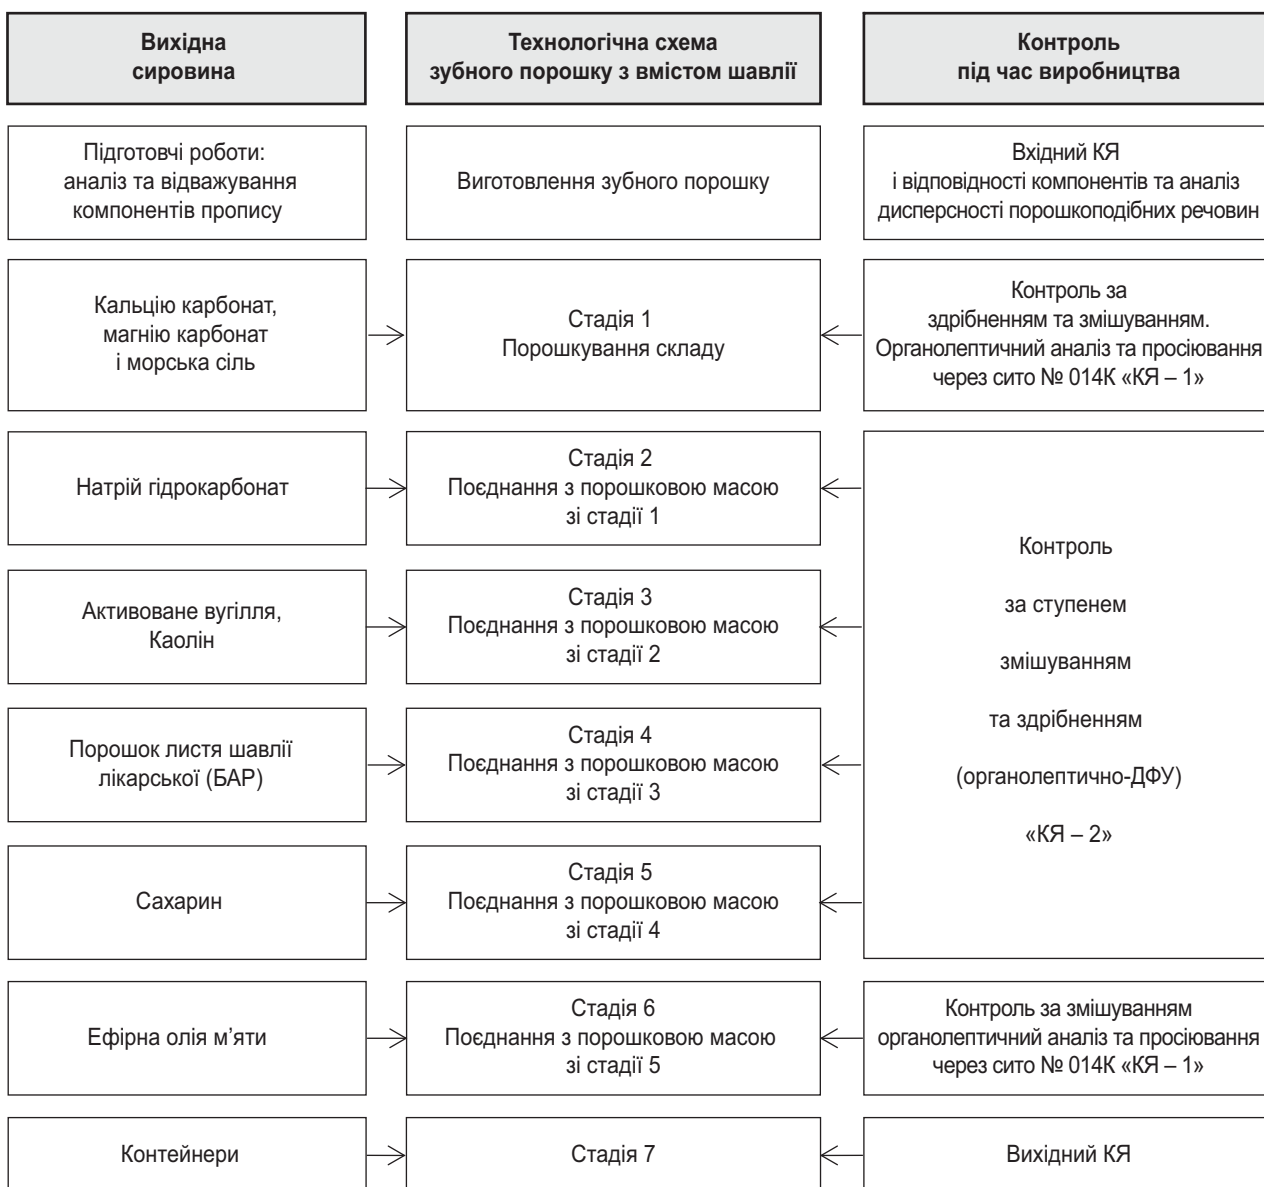 Вихідна
сировина
Технологічна схема
зубного порошку з вмістом шавлії
Контроль
під час виробництва
Підготовчі роботи:
аналіз та відважування
компонентів пропису
Виготовлення зубного порошку
Вхідний КЯ
і відповідності компонентів та аналіз
дисперсності порошкоподібних речовин
Кальцію карбонат,
магнію карбонат
і морська сіль
Стадія 1
Порошкування складу
Контроль за
здрібненням та змішуванням.
Органолептичний аналіз та просіювання
через сито № 014К «КЯ – 1»
Натрій гідрокарбонат
Стадія 2
Поєднання з порошковою масою
зі стадії 1
Контроль
за ступенем
змішуванням
та здрібненням
(органолептично-ДФУ)
«КЯ – 2»
Активоване вугілля,
Каолін
Стадія 3
Поєднання з порошковою масою
зі стадії 2
Порошок листя шавлії
лікарської (БАР)
Стадія 4
Поєднання з порошковою масою
зі стадії 3
Сахарин
Стадія 5
Поєднання з порошковою масою
зі стадії 4
Ефірна олія м’яти
Стадія 6
Поєднання з порошковою масою
зі стадії 5
Контроль за змішуванням
органолептичний аналіз та просіювання
через сито № 014К «КЯ – 1»
Контейнери
Стадія 7
Вихідний КЯ